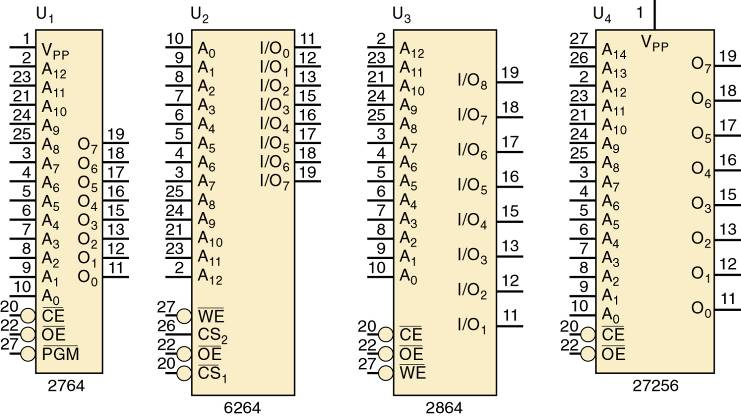 U1
1 VPP
2 A12
23 A11
21 A10
24 A9
25 A8 O7 19
3 A7 O6 18
4 A6 O5 17
5 A5 O4 16
6 A4 O3 15
7 A3 O2 13
8 A2 O1 12
9 A1 O0 11
10 A0
20 CE
22 OE
27 PGM
2764
U2
10 A0 I/O0 11
9 A1 I/O1 12
8 A2 I/O2 13
7 A3 I/O3 15
6 A4 I/O4 16
5 A5 I/O5 17
4 A6 I/O6 18
3 A7 I/O7 19
25 A8
24 A9
21 A10
23 A11
2 A12
27 WE
26 CS2
22 OE
20 CS1
6264
U3
2 A12
23 A11
21 A10 I/O8 19
24 A9
25 A8 I/O7 18
3 A7
4 A6 I/O6 17
5 A5 I/O5 16
6 A4
7 A3 I/O4 15
8 A2
9 A1 I/O3 13
10 A0
I/O2 12
I/O1 11
20 CE
22 OE
27 WE
2864
U4 1
VPP
27 A14
26 A13 O7 19
2 A12
23 A11 O6 18
21 A10
24 A9 O5 17
25 A8
3 A7 O4 16
4 A6
5 A5 O3 15
6 A4
7 A3 O2 13
8 A2 O1 12
9 A1
10 A0 O0 11
20 CE
22 OE
27256